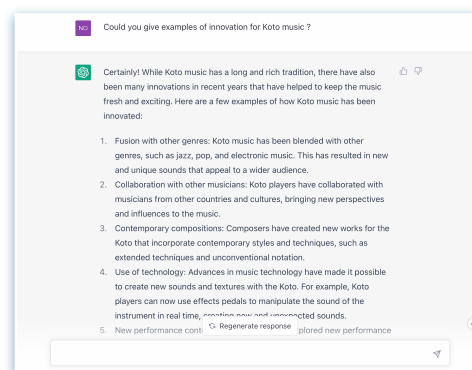 NO
Could you give examples of innovation for Koto music ?
Certainly! While Koto music has a long and rich tradition, there have also
been many innovations in recent years that have helped to keep the music
fresh and exciting. Here are a few examples of how Koto music has been
innovated:
1. Fusion with other genres: Koto music has been blended with other
genres, such as jazz, pop, and electronic music. This has resulted in new
and unique sounds that appeal to a wider audience.
2. Collaboration with other musicians: Koto players have collaborated with
musicians from other countries and cultures, bringing new perspectives
and influences to the music.
3. Contemporary compositions: Composers have created new works for the
Koto that incorporate contemporary styles and techniques, such as
extended techniques and unconventional notation.
4. Use of technology: Advances in music technology have made it possible
to create new sounds and textures with the Koto. For example, Koto
players can now use effects pedals to manipulate the sound of the
instrument in real time, creating new and unexpected sounds.
5. New performance plored new performance
Regenerate response